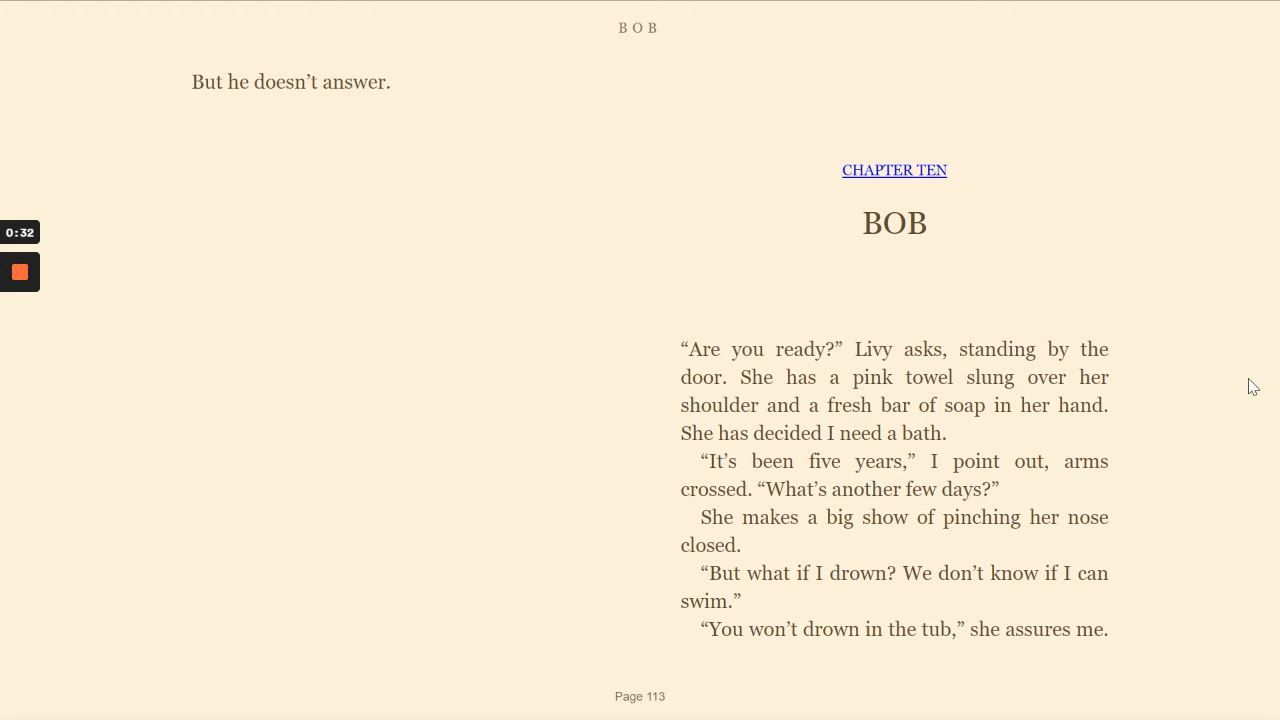 BOB
But he doesn’t answer.
CHAPTER TEN
BOB
0:32
“Are you ready?” Livy asks, standing by the
door. She has a pink towel slung over her
shoulder and a fresh bar of soap in her hand.
She has decided I need a bath.
“It’s been five years,” I point out, arms
crossed. “What’s another few days?”
She makes a big show of pinching her nose
closed.
“But what if I drown? We don’t know if I can
swim.”
“You won’t drown in the tub,” she assures me.
Page 113